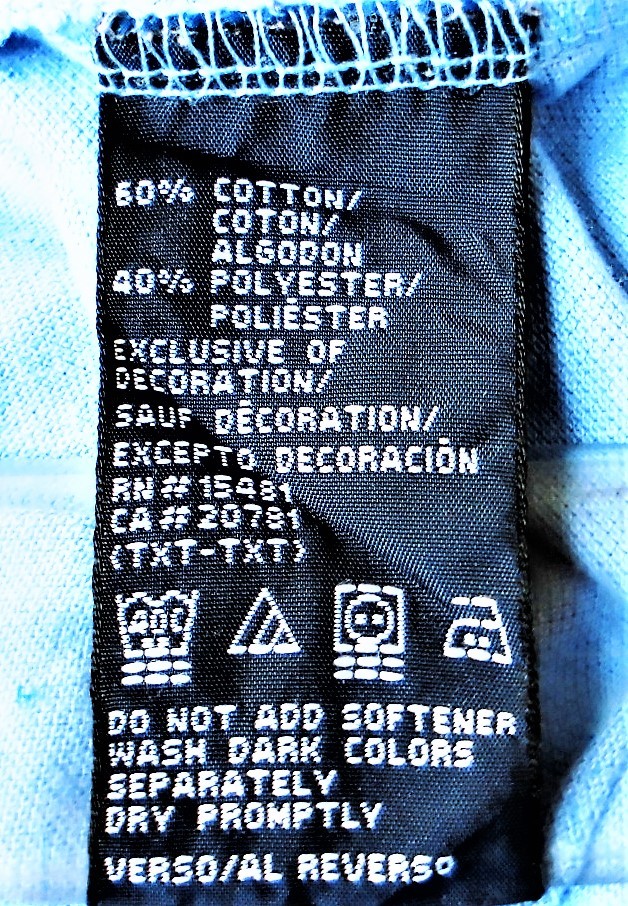 60% COTTON/
COTON/
ALGODON
40% POLYESTER/
POLIÉSTER
EXCLUSIVE OF
DECORATION/
SAUF DÉCORATION/
EXCEPTO DECORACIÓN
RN# 15481
CA# 20781
(TXT-TXT)
DO NOT ADD SOFTENER
WASH DARK COLORS
SEPARATELY
DRY PROMPTLY
VERSO/AL REVERSO